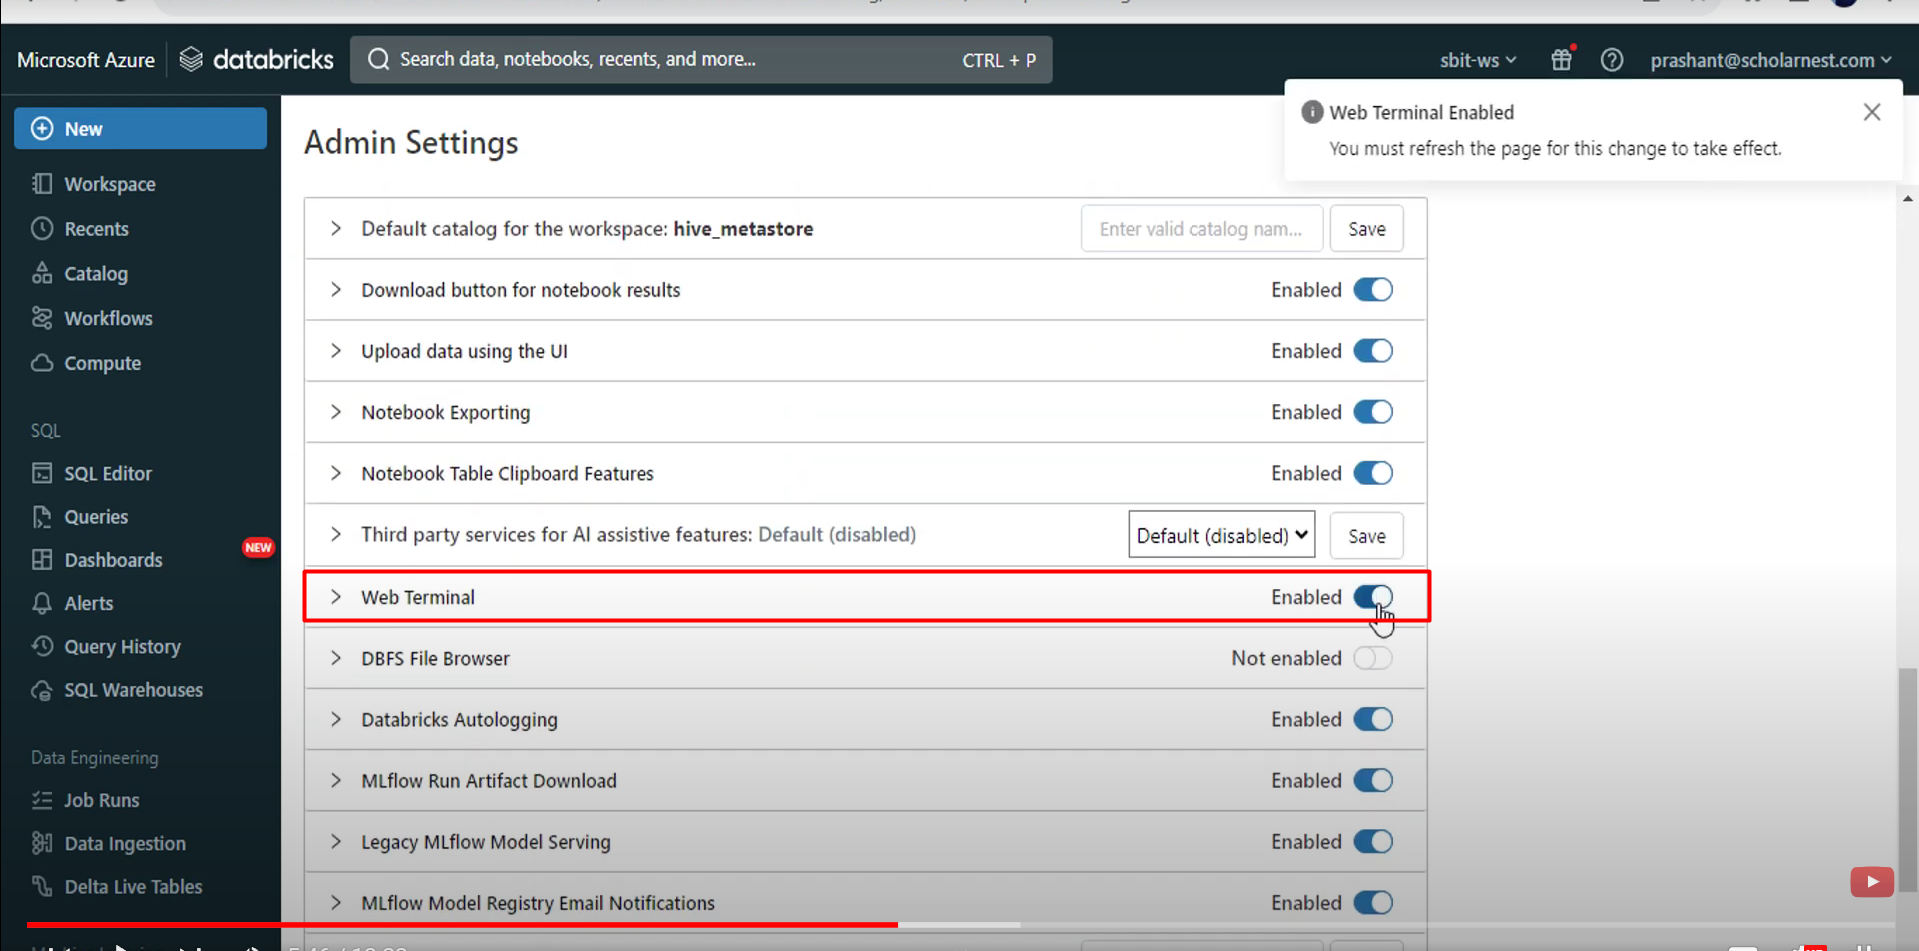 Microsoft Azure databricks Search data, notebooks, recents, and more... CTRL + P sbit-ws prashant@scholarnest.com
Web Terminal Enabled
You must refresh the page for this change to take effect.
New
Workspace
Recents
Catalog
Workflows
Compute
SQL
SQL Editor
Queries
Dashboards NEW
Alerts
Query History
SQL Warehouses
Data Engineering
Job Runs
Data Ingestion
Delta Live Tables
Admin Settings
Default catalog for the workspace: hive_metastore Enter valid catalog nam... Save
Download button for notebook results Enabled
Upload data using the UI Enabled
Notebook Exporting Enabled
Notebook Table Clipboard Features Enabled
Third party services for AI assistive features: Default (disabled) Default (disabled) Save
Web Terminal Enabled
DBFS File Browser Not enabled
Databricks Autologging Enabled
MLflow Run Artifact Download Enabled
Legacy MLflow Model Serving Enabled
MLflow Model Registry Email Notifications Enabled